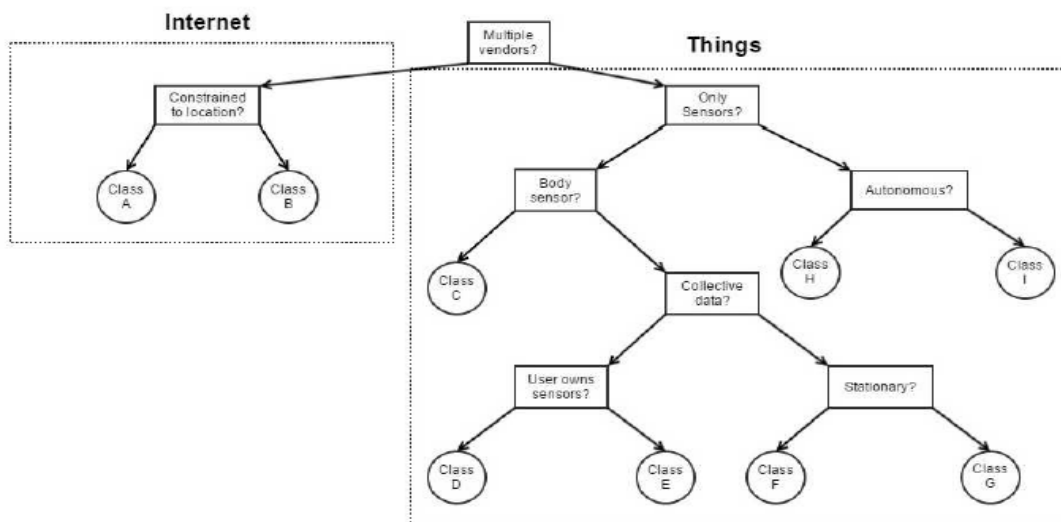 Internet
Multiple
vendors?
Things
Constrained
to location?
Only
Sensors?
Class
A
Class
B
Body
sensor?
Autonomous?
Class
C
Class
H
Class
I
Collective
data?
User owns
sensors?
Stationary?
Class
D
Class
E
Class
F
Class
G